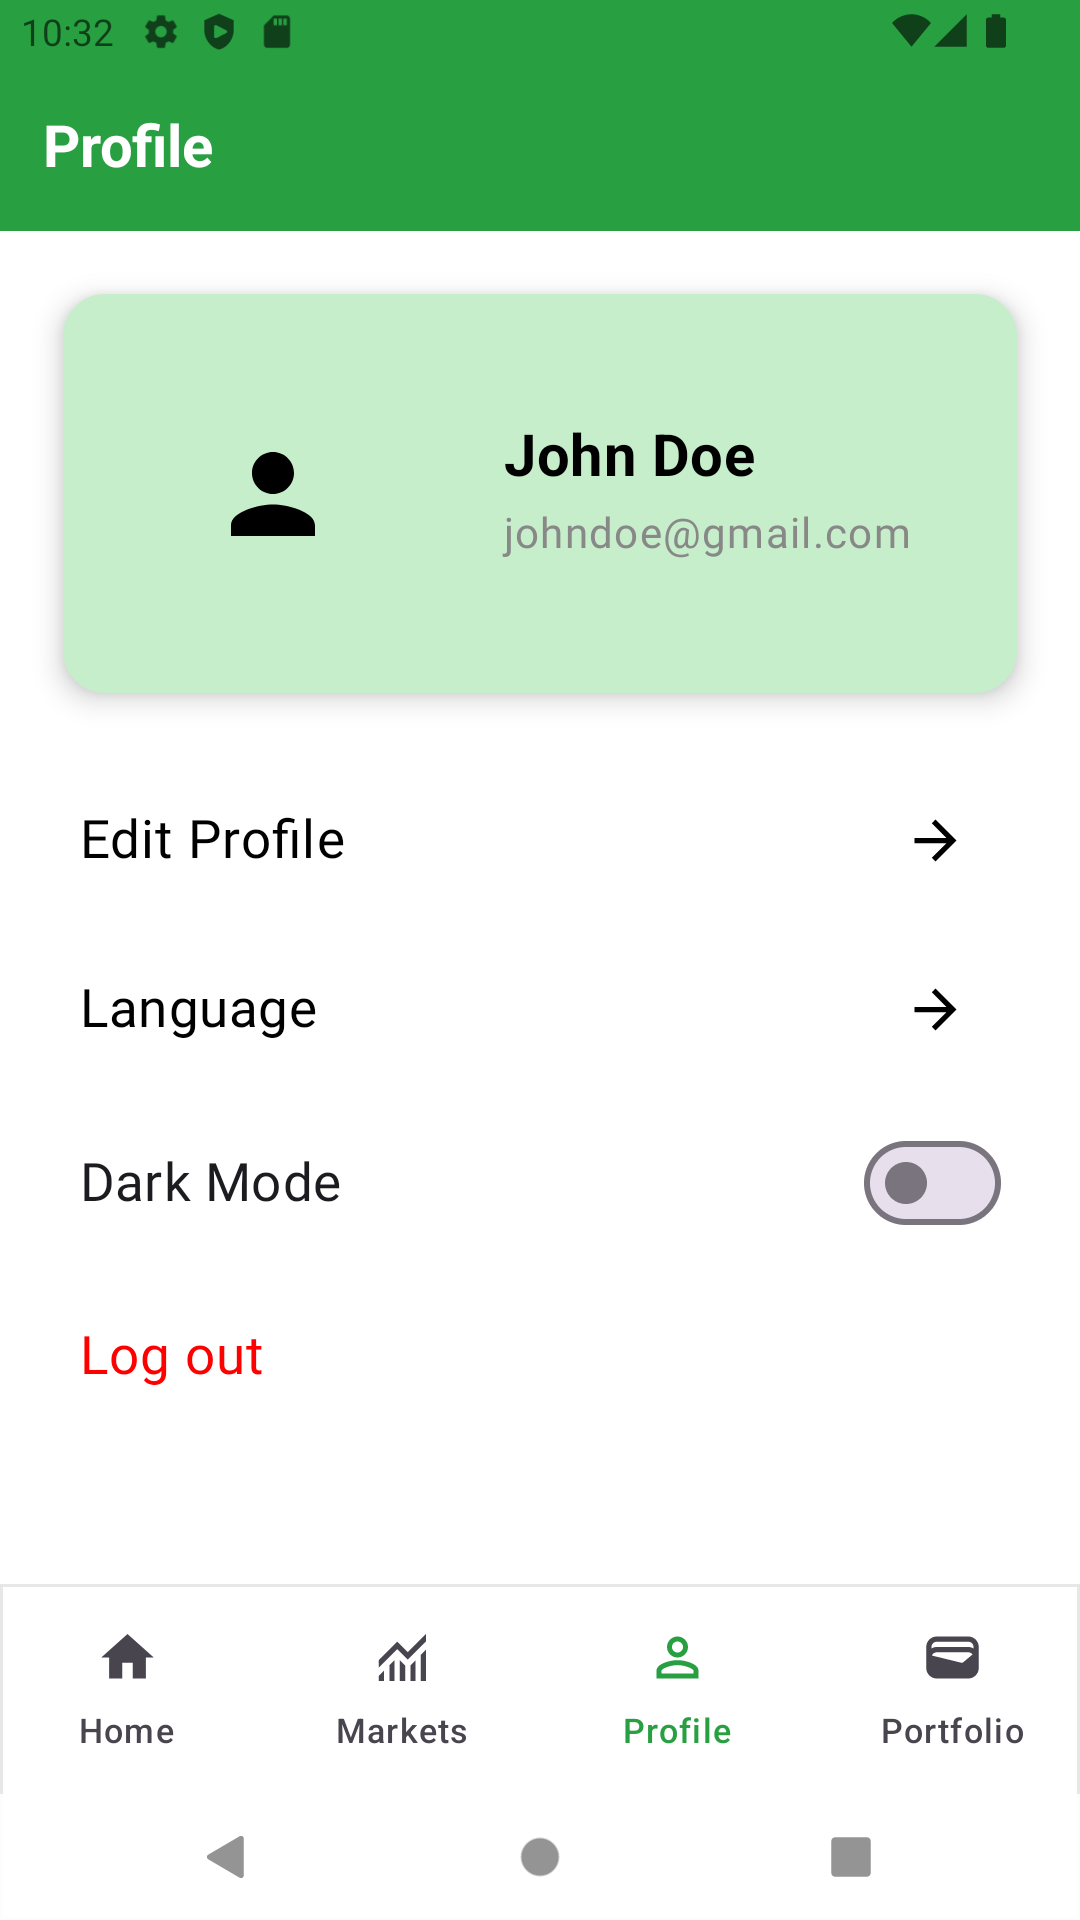 10:32
Profile
John Doe
johndoe@gmail.com
Edit Profile
Language
Dark Mode
Log out
Home
Markets
Profile
Portfolio